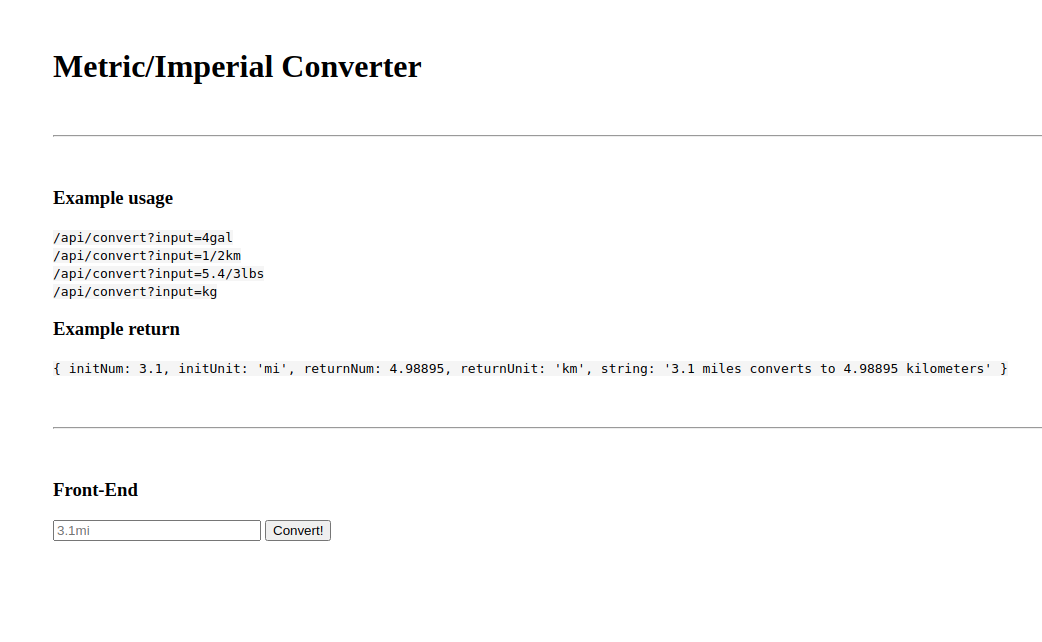 Metric/Imperial Converter
Example usage
/api/convert?input=4gal
/api/convert?input=1/2km
/api/convert?input=5.4/3lbs
/api/convert?input=kg
Example return
{ initNum: 3.1, initUnit: 'mi', returnNum: 4.98895, returnUnit: 'km', string: '3.1 miles converts to 4.98895 kilometers' }
Front-End
3.1mi Convert!